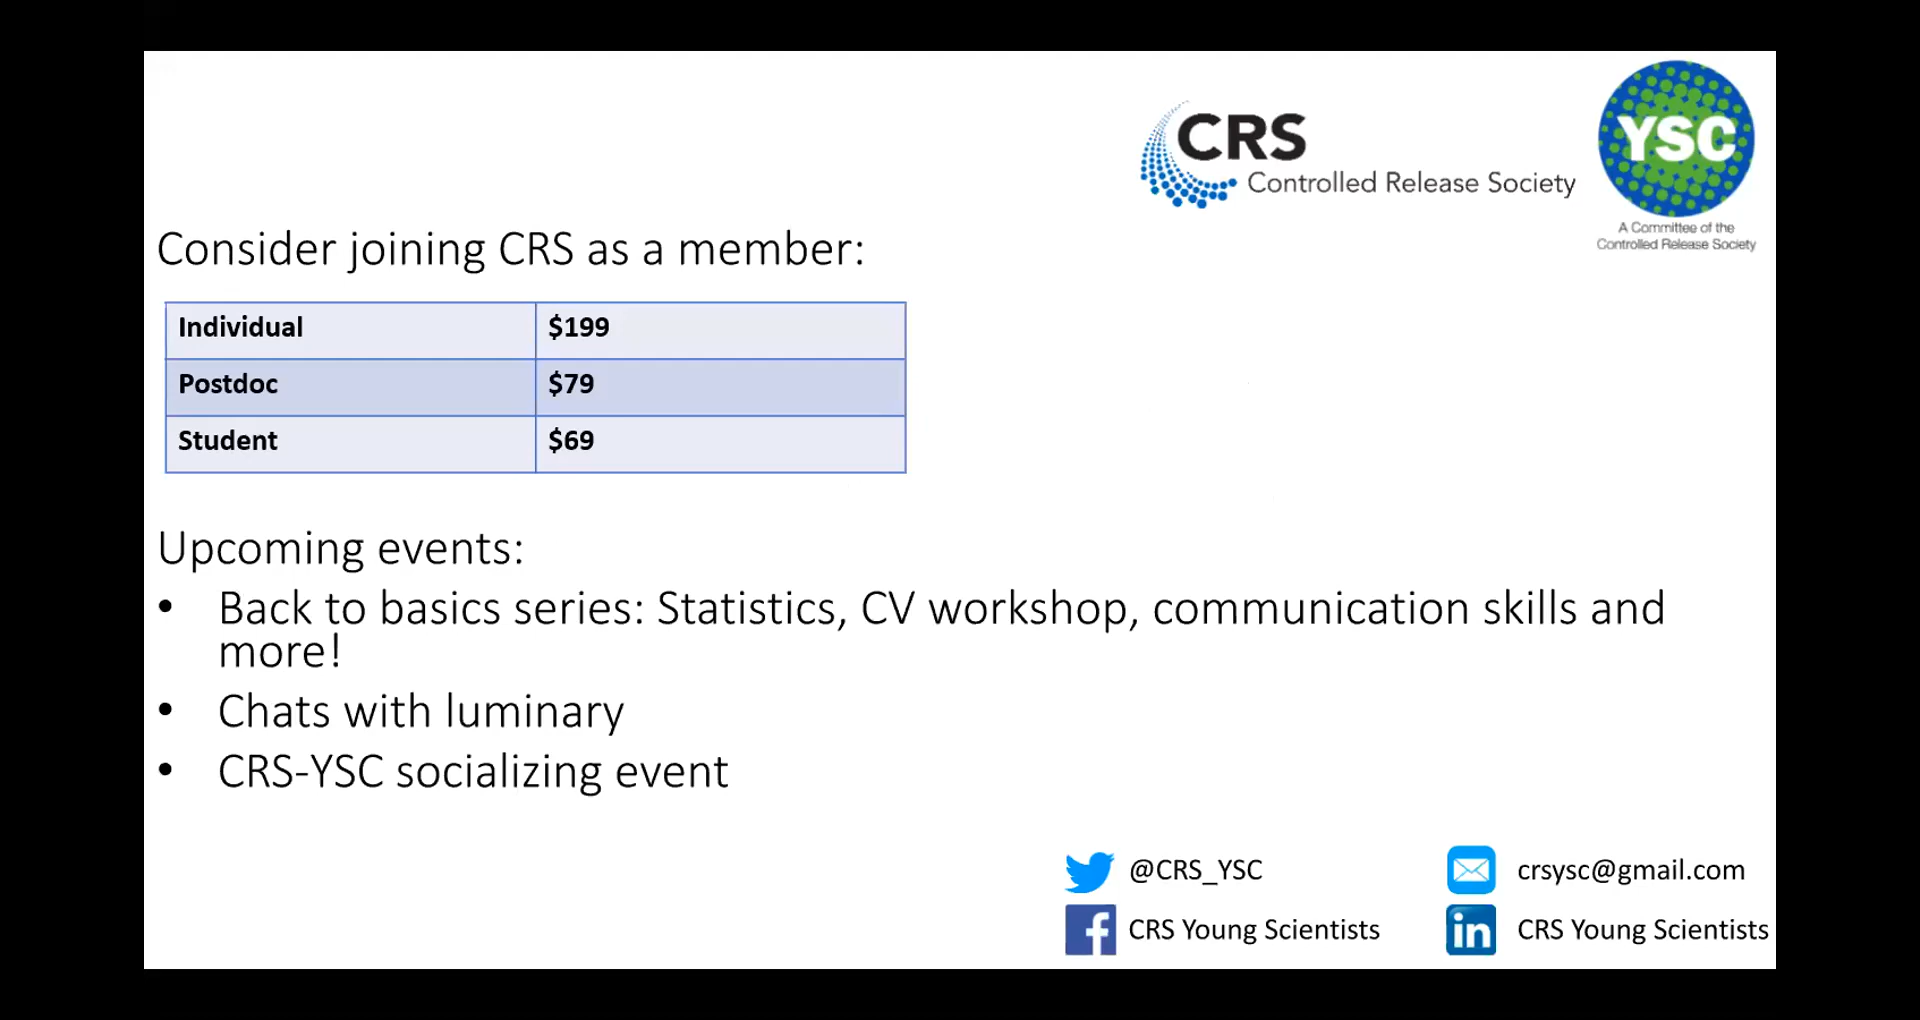 CRS
Controlled Release Society
YSC
A Committee of the
Controlled Release Society
Consider joining CRS as a member:
Individual $199
Postdoc $79
Student $69
Upcoming events:
• Back to basics series: Statistics, CV workshop, communication skills and
more!
• Chats with luminary
• CRS-YSC socializing event
@CRS_YSC crsysc@gmail.com
CRS Young Scientists CRS Young Scientists